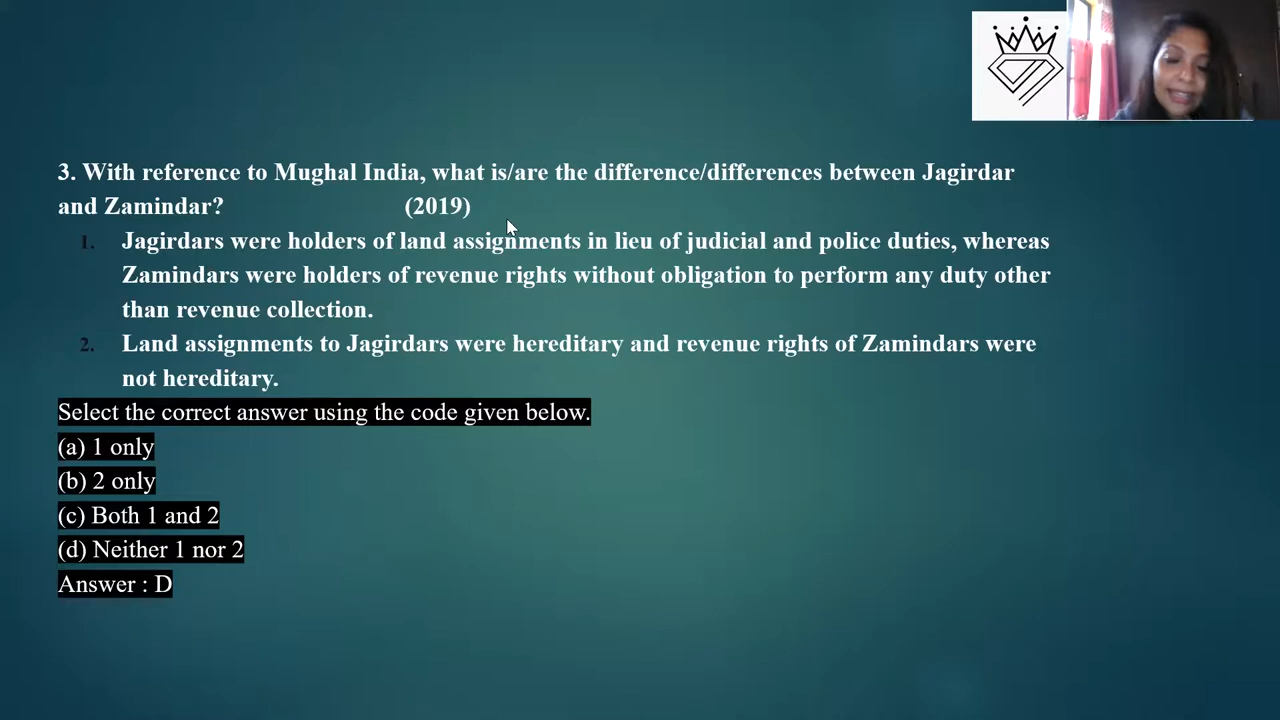 3. With reference to Mughal India, what is/are the difference/differences between Jagirdar
and Zamindar? (2019)
1. Jagirdars were holders of land assignments in lieu of judicial and police duties, whereas
Zamindars were holders of revenue rights without obligation to perform any duty other
than revenue collection.
2. Land assignments to Jagirdars were hereditary and revenue rights of Zamindars were
not hereditary.
Select the correct answer using the code given below.
(a) 1 only
(b) 2 only
(c) Both 1 and 2
(d) Neither 1 nor 2
Answer : D